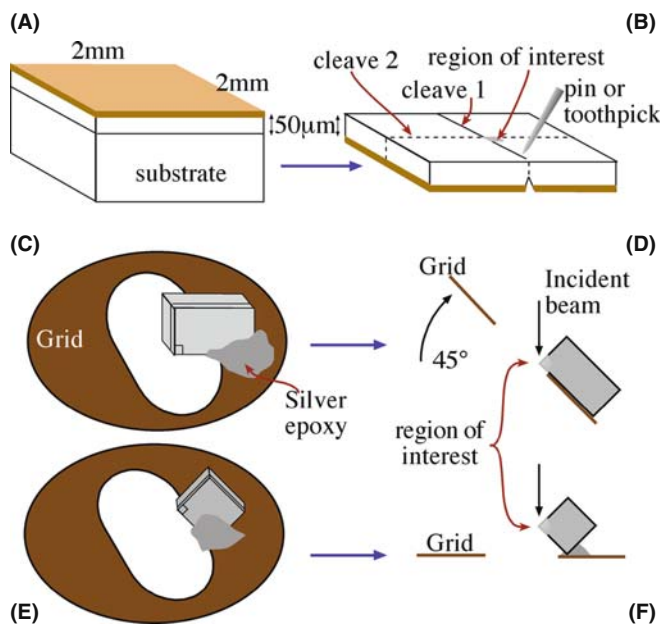 (A)
2mm
2mm
50μm
substrate
(B)
cleave 2
region of
interest
cleave 1
pin or
toothpick
(C)
Grid
Silver
epoxy
(D)
Grid
45°
Incident
beam
region of
interest
Grid
(E)
(F)